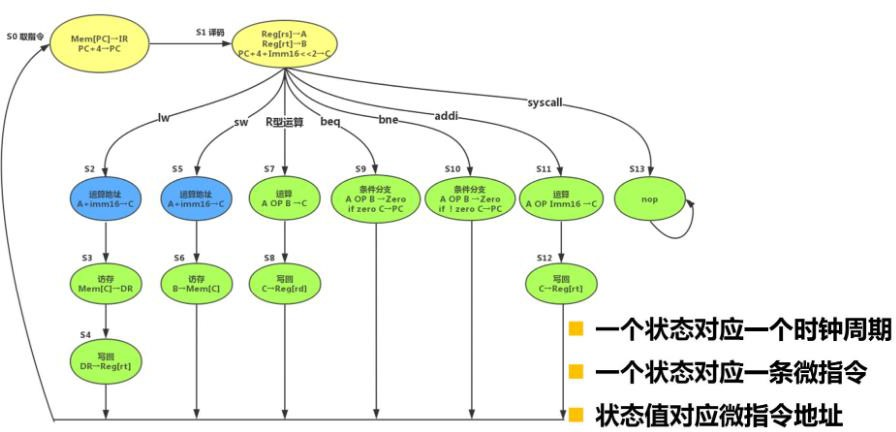 S0 取指令
Mem[PC]→IR
PC+4→PC
S1 译码
Reg[rs]→A
Reg[rt]→B
PC+4+Imm16<<2→C
lw
sw
R型运算
beq
bne
addi
syscall
S2
运算地址
A+imm16→C
S5
运算地址
A+imm16→C
S7
运算
A OP B →C
S9
条件分支
A OP B →Zero
if zero C→PC
S10
条件分支
A OP B →Zero
if ! zero C→PC
S11
运算
A OP Imm16 →C
S13
nop
S3
访存
Mem[C]→DR
S6
访存
B→Mem[C]
S8
写回
C→Reg[rd]
S12
写回
C→Reg[rt]
S4
写回
DR→Reg[rt]
一个状态对应一个时钟周期
一个状态对应一条微指令
状态值对应微指令地址